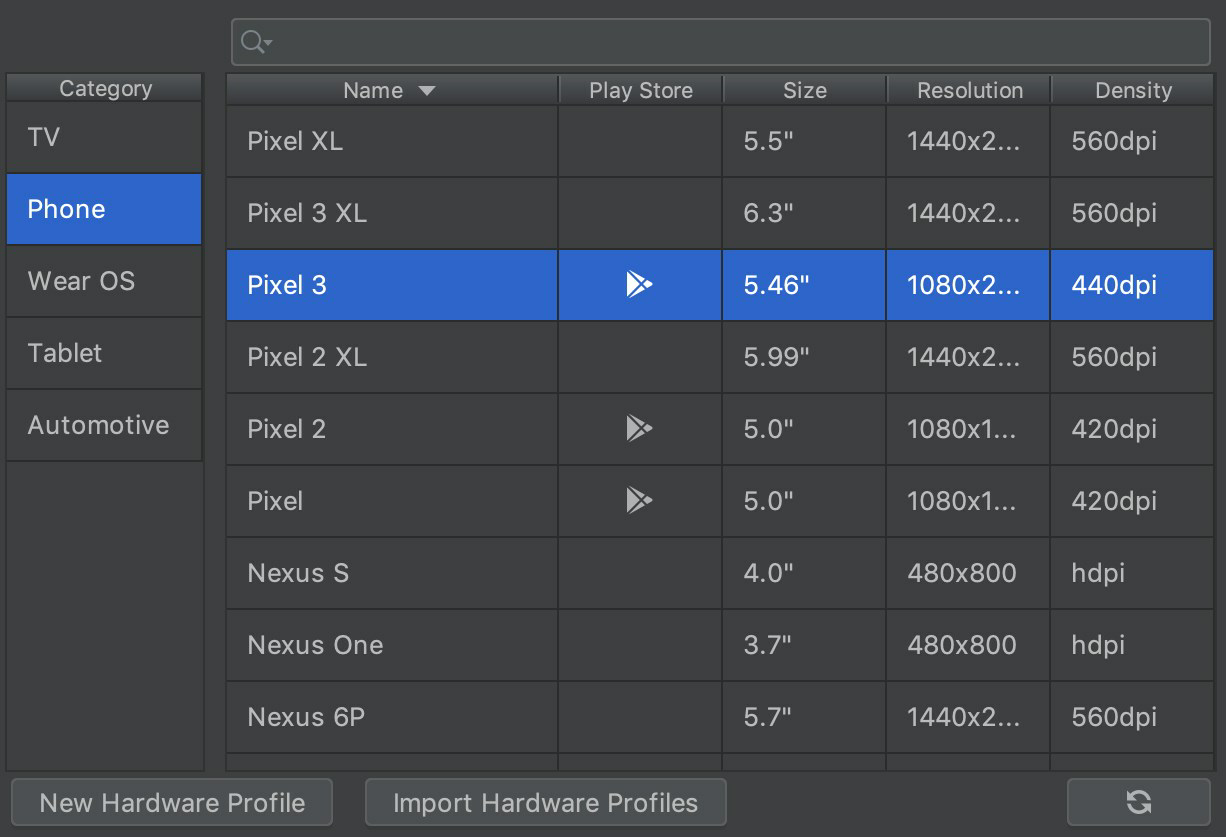 Category
TV
Phone
Wear OS
Tablet
Automotive
Name Play Store Size Resolution Density
Pixel XL 5.5" 1440x2... 560dpi
Pixel 3 XL 6.3" 1440x2... 560dpi
Pixel 3 5.46" 1080x2... 440dpi
Pixel 2 XL 5.99" 1440x2... 560dpi
Pixel 2 5.0" 1080x1... 420dpi
Pixel 5.0" 1080x1... 420dpi
Nexus S 4.0" 480x800 hdpi
Nexus One 3.7" 480x800 hdpi
Nexus 6P 5.7" 1440x2... 560dpi
New Hardware Profile Import Hardware Profiles